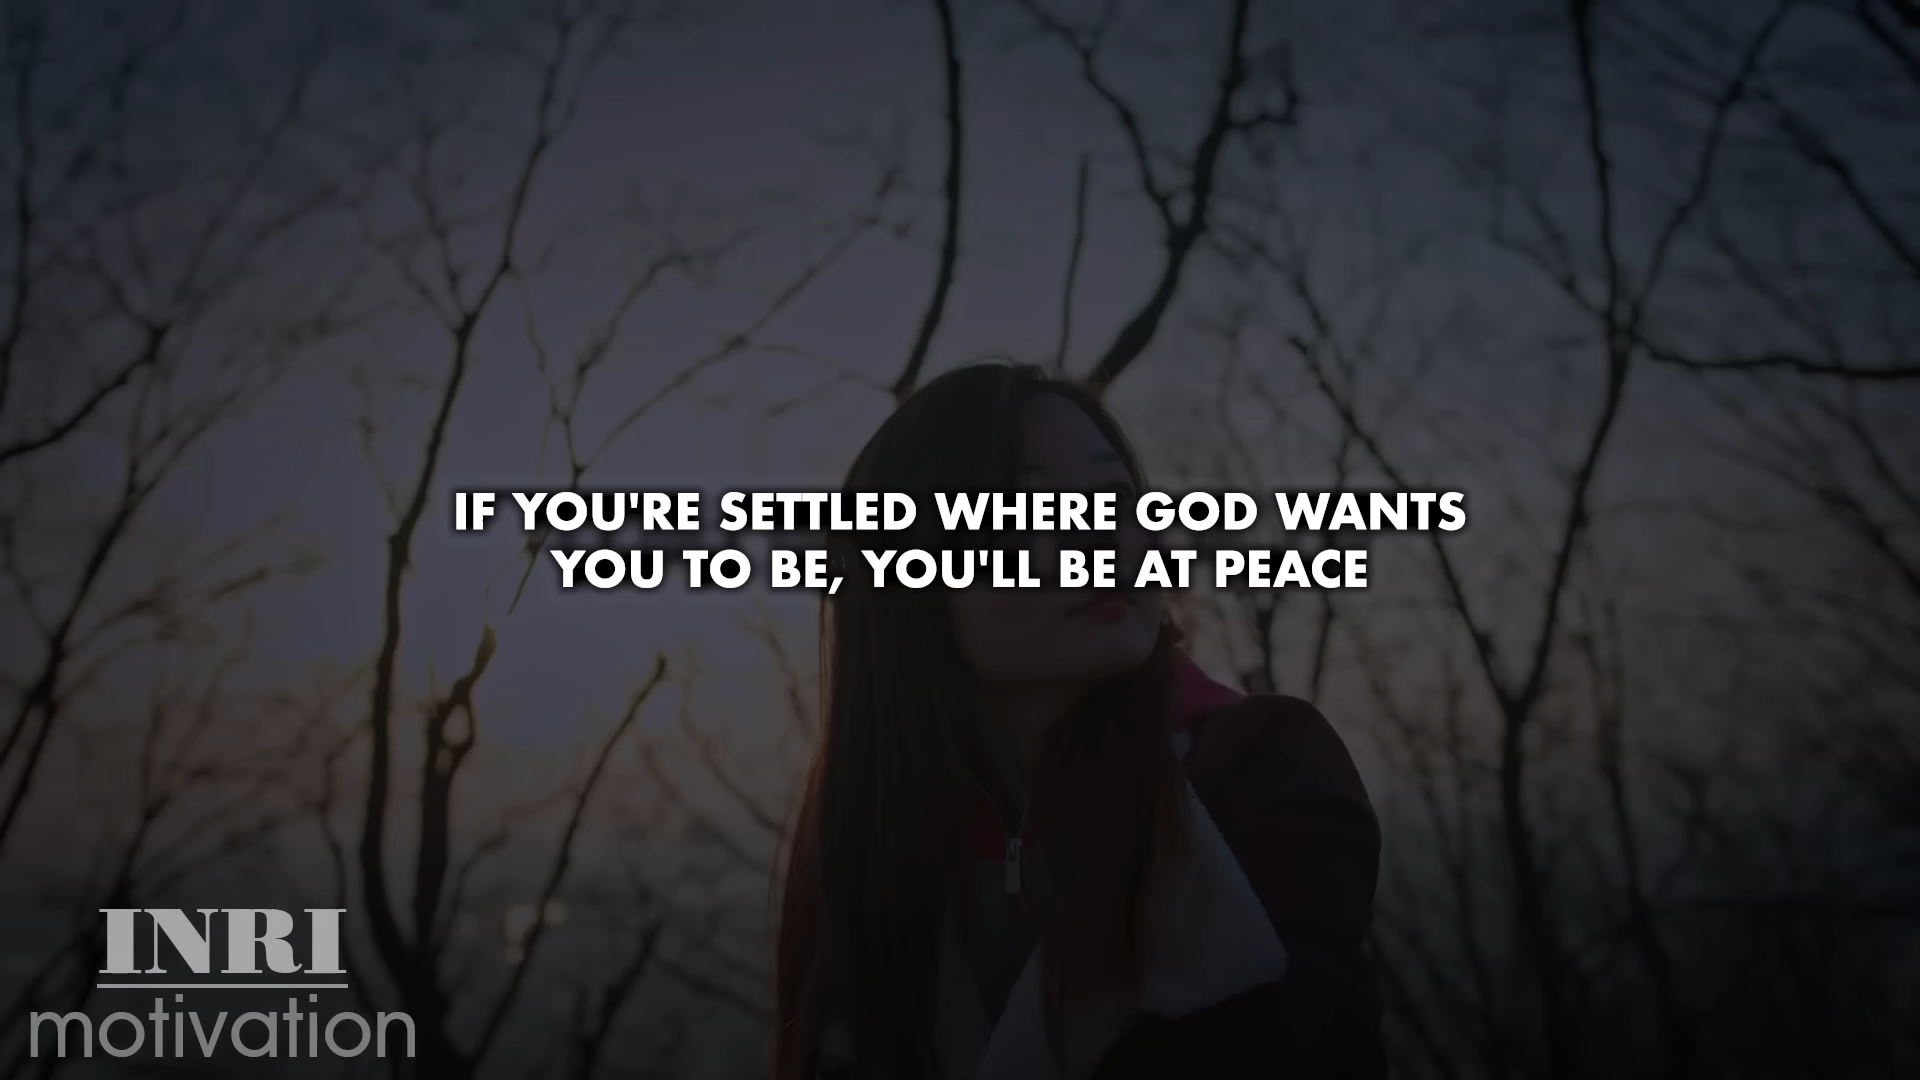 IF YOU'RE SETTLED WHERE GOD WANTS
YOU TO BE, YOU'LL BE AT PEACE
INRI
motivation